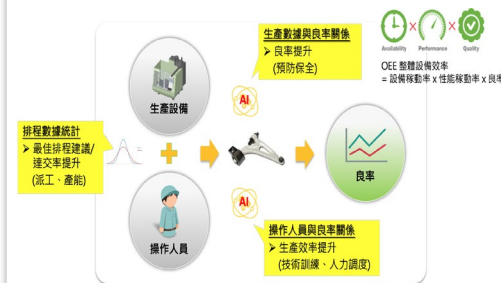 生產數據與良率關係
➢ 良率提升
(預防保全)
Availability
Performance
Quality
OEE 整體設備效率
= 設備稼動率 x 性能稼動率 x 良率
生產設備
AI
排程數據統計
➢ 最佳排程建議/
達交率提升
(派工、產能)
良率
AI
操作人員
操作人員與良率關係
➢ 生產效率提升
(技術訓練、人力調度)